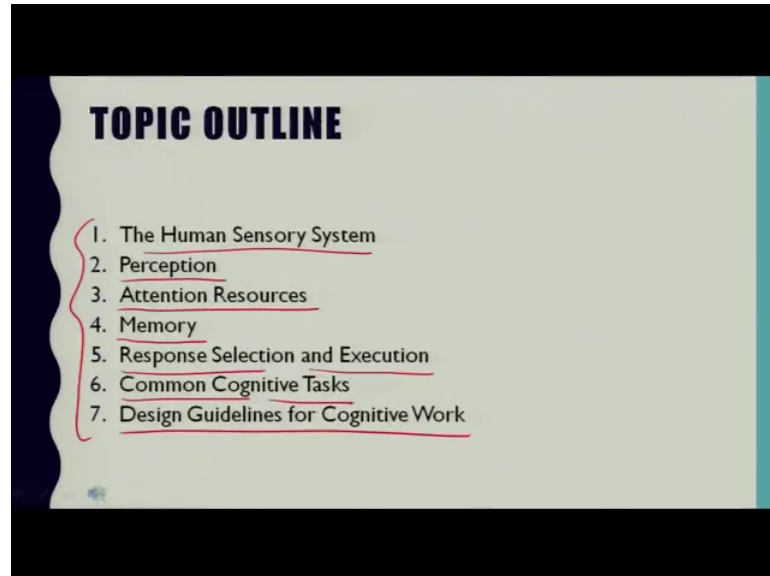 TOPIC OUTLINE
1. The Human Sensory System
2. Perception
3. Attention Resources
4. Memory
5. Response Selection and Execution
6. Common Cognitive Tasks
7. Design Guidelines for Cognitive Work